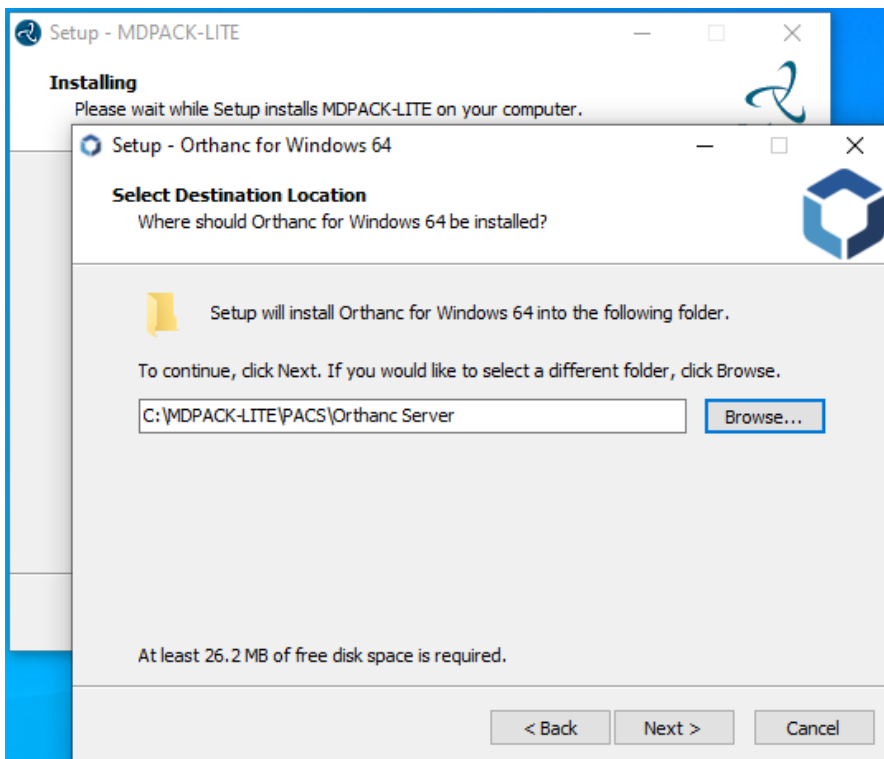 Setup - MDPACK-LITE
Installing
Please wait while Setup installs MDPACK-LITE on your computer.
Setup - Orthanc for Windows 64
Select Destination Location
Where should Orthanc for Windows 64 be installed?
Setup will install Orthanc for Windows 64 into the following folder.
To continue, click Next. If you would like to select a different folder, click Browse.
C:\MDPACK-LITE\PACS\Orthanc Server
Browse...
At least 26.2 MB of free disk space is required.
< Back
Next >
Cancel